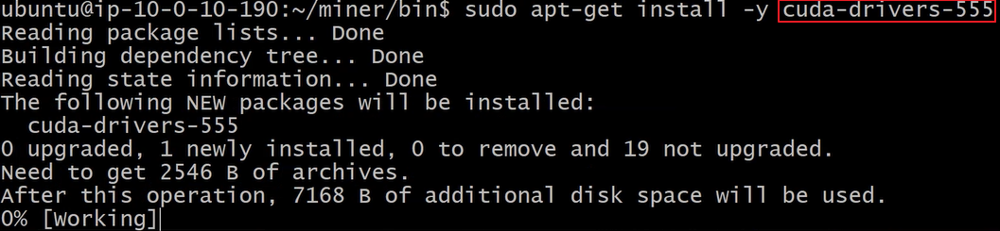 ubuntu@ip-10-0-10-190:~/miner/bin$ sudo apt-get install -y cuda-drivers-555
Reading package lists... Done
Building dependency tree... Done
Reading state information... Done
The following NEW packages will be installed:
  cuda-drivers-555
0 upgraded, 1 newly installed, 0 to remove and 19 not upgraded.
Need to get 2546 B of archives.
After this operation, 7168 B of additional disk space will be used.
0% [Working]